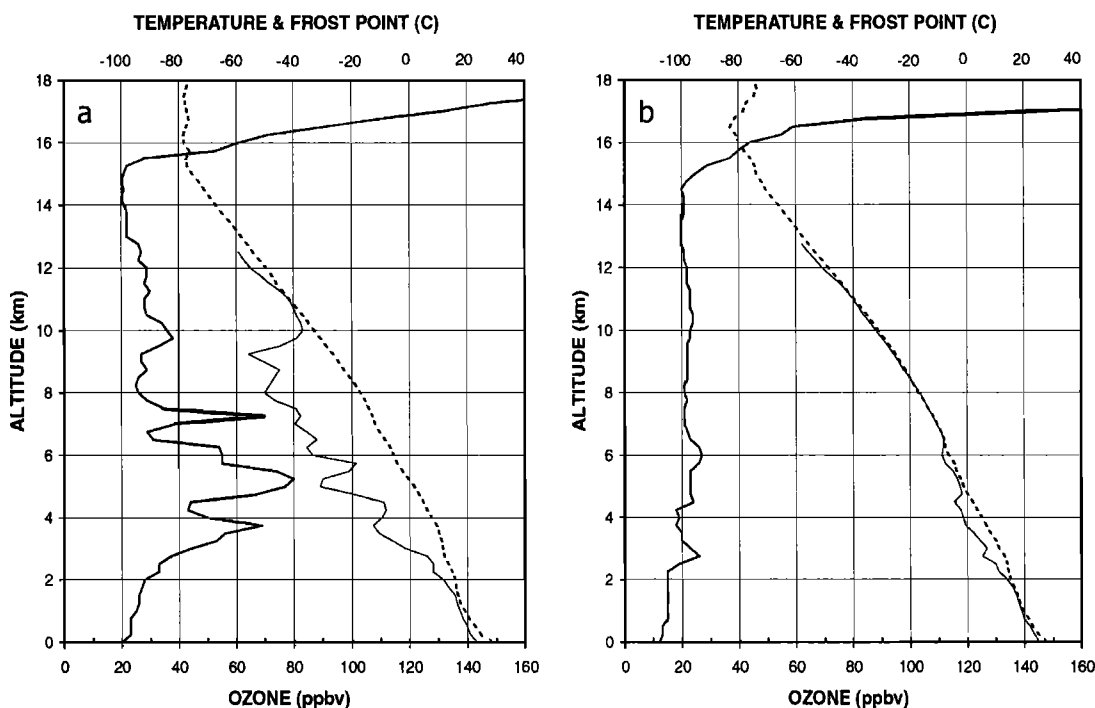 TEMPERATURE & FROST POINT (C)
-100 -80 -60 -40 -20 0 20 40
a
ALTITUDE (km)
18
16
14
12
10
8
6
4
2
0
0 20 40 60 80 100 120 140 160
OZONE (ppbv)
TEMPERATURE & FROST POINT (C)
-100 -80 -60 -40 -20 0 20 40
b
ALTITUDE (km)
18
16
14
12
10
8
6
4
2
0
0 20 40 60 80 100 120 140 160
OZONE (ppbv)